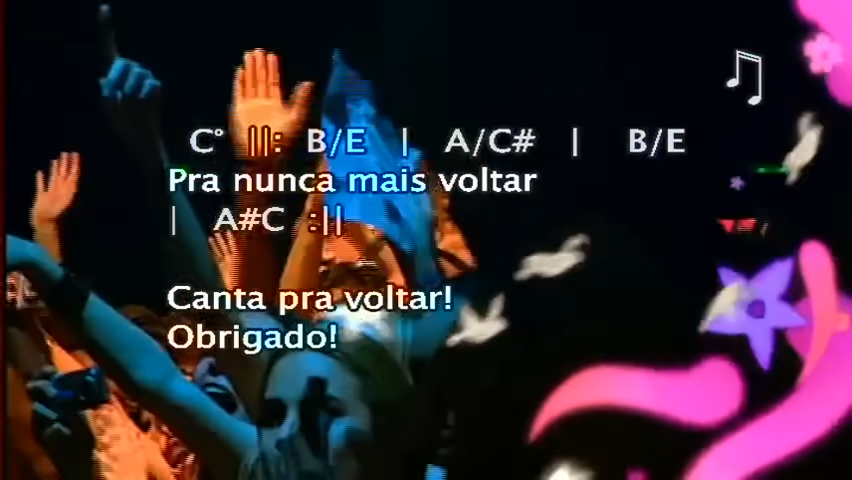 C° ||: B/E | A/C# | B/E
Pra nunca mais voltar
| A#C :||
Canta pra voltar!
Obrigado!